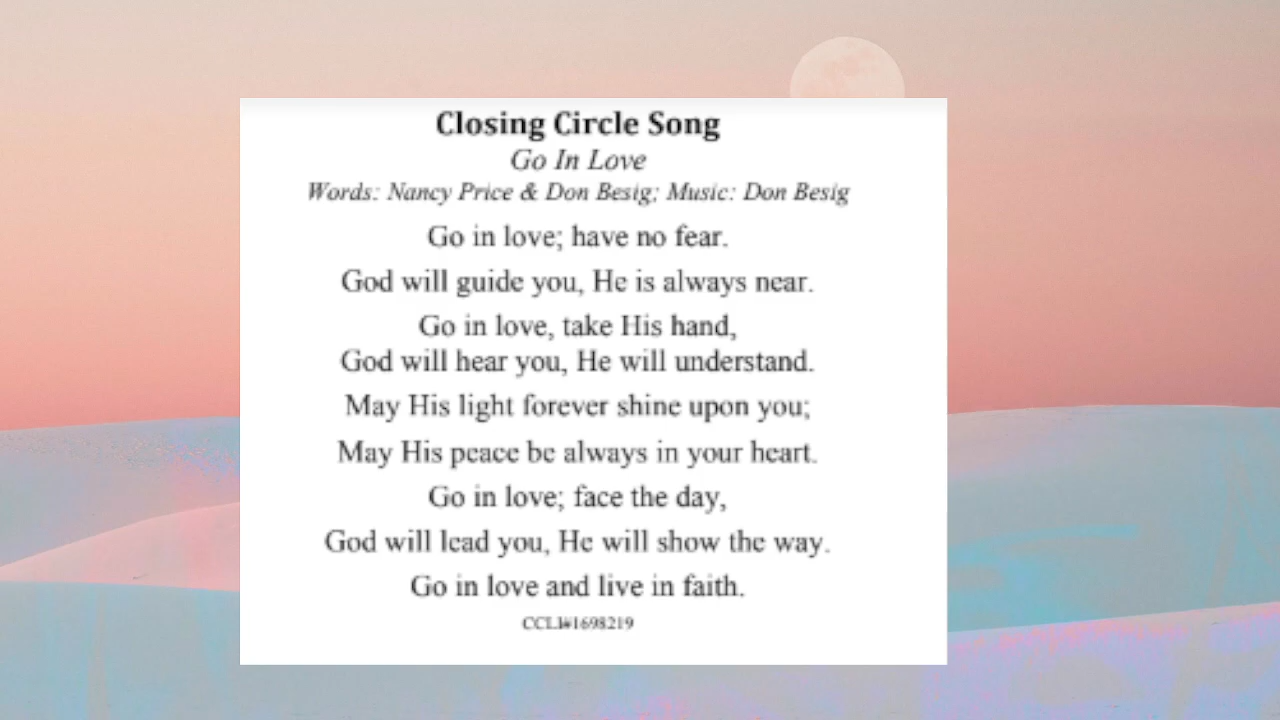 Closing Circle Song
Go In Love
Words: Nancy Price & Don Besig; Music: Don Besig
Go in love; have no fear.
God will guide you, He is always near.
Go in love, take His hand,
God will hear you, He will understand.
May His light forever shine upon you;
May His peace be always in your heart.
Go in love; face the day,
God will lead you, He will show the way.
Go in love and live in faith.
CCLI#1698219